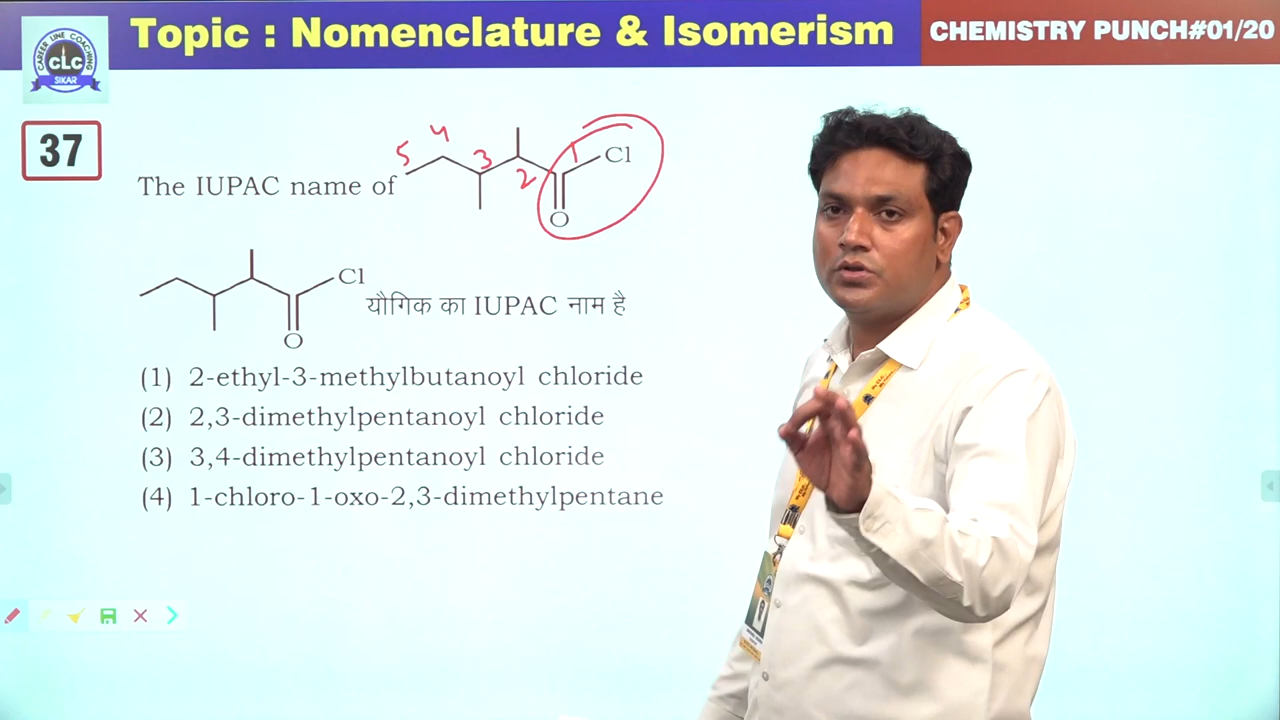 Topic : Nomenclature & Isomerism
CHEMISTRY PUNCH#01/20
CAREER LINE COACHING
CLC
SIKAR
37
5 4 3 2 1
Cl
The IUPAC name of
O
Cl
यौगिक का IUPAC नाम है
O
(1) 2-ethyl-3-methylbutanoyl chloride
(2) 2,3-dimethylpentanoyl chloride
(3) 3,4-dimethylpentanoyl chloride
(4) 1-chloro-1-oxo-2,3-dimethylpentane